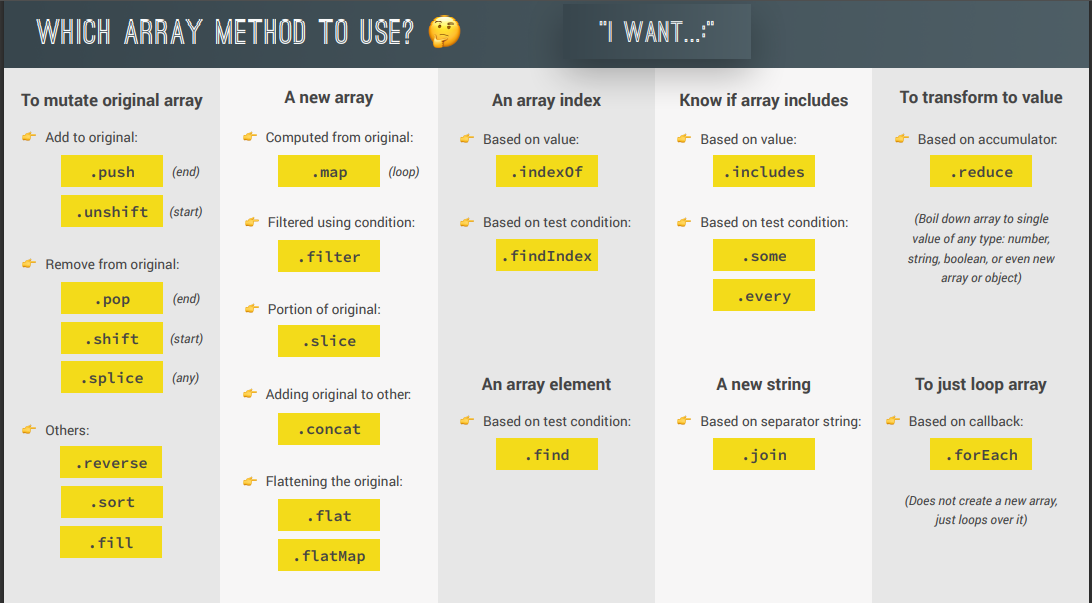 WHICH ARRAY METHOD TO USE? 🤔
"I WANT...:"
To mutate original array
👉 Add to original:
.push (end)
.unshift (start)
👉 Remove from original:
.pop (end)
.shift (start)
.splice (any)
👉 Others:
.reverse
.sort
.fill
A new array
👉 Computed from original:
.map (loop)
👉 Filtered using condition:
.filter
👉 Portion of original:
.slice
👉 Adding original to other:
.concat
👉 Flattening the original:
.flat
.flatMap
An array index
👉 Based on value:
.indexOf
👉 Based on test condition:
.findIndex
An array element
👉 Based on test condition:
.find
Know if array includes
👉 Based on value:
.includes
👉 Based on test condition:
.some
.every
A new string
👉 Based on separator string:
.join
To transform to value
👉 Based on accumulator:
.reduce
(Boil down array to single
value of any type: number,
string, boolean, or even new
array or object)
To just loop array
👉 Based on callback:
.forEach
(Does not create a new array,
just loops over it)